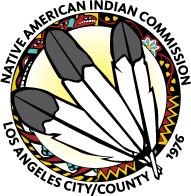 NATIVE AMERICAN INDIAN COMMISSION
LOS ANGELES CITY/COUNTY 1976